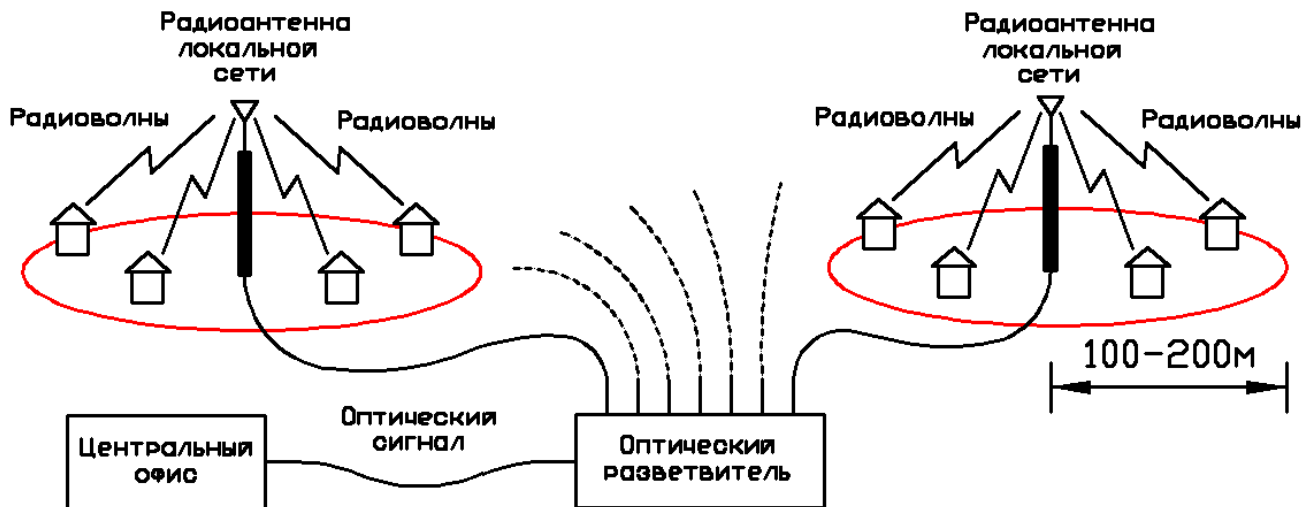 Радиоантенна
локальной
сети
Радиоволны
Радиоволны
Радиоантенна
локальной
сети
Радиоволны
Радиоволны
100-200м
Оптический
сигнал
Центральный
офис
Оптический
разветвитель